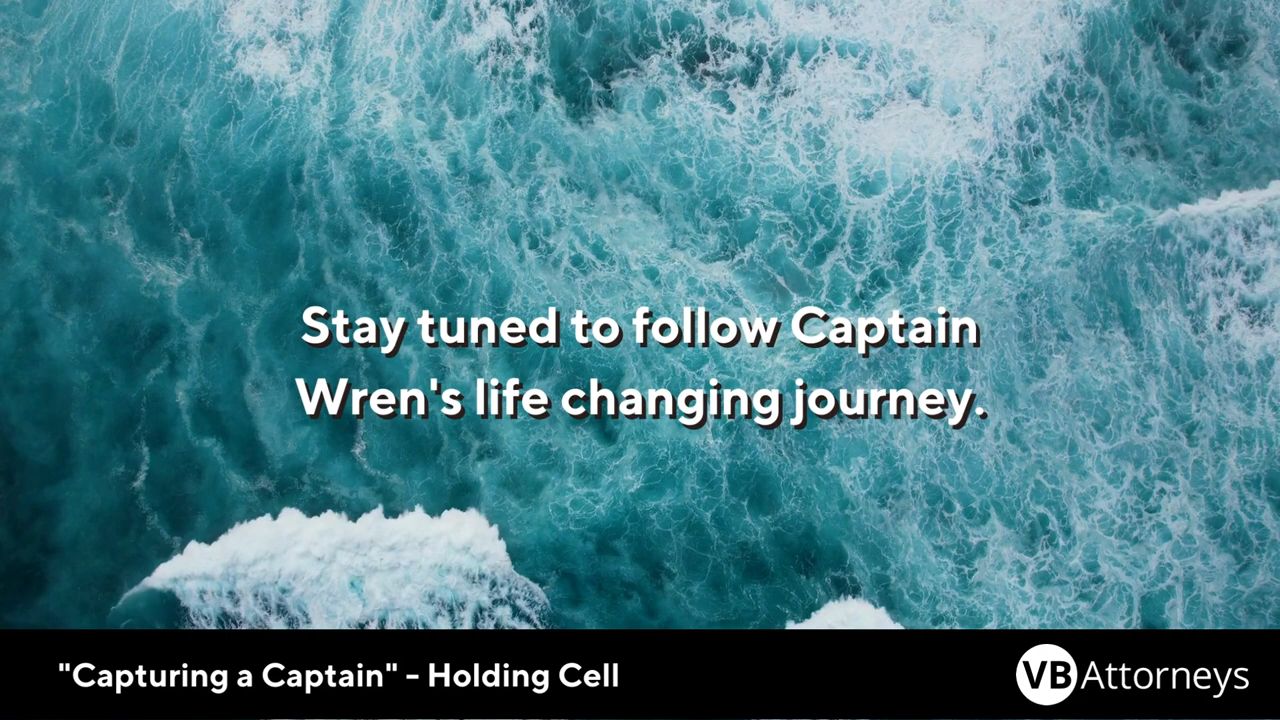 Stay tuned to follow Captain
Wren's life changing journey.
"Capturing a Captain" - Holding Cell
VB Attorneys